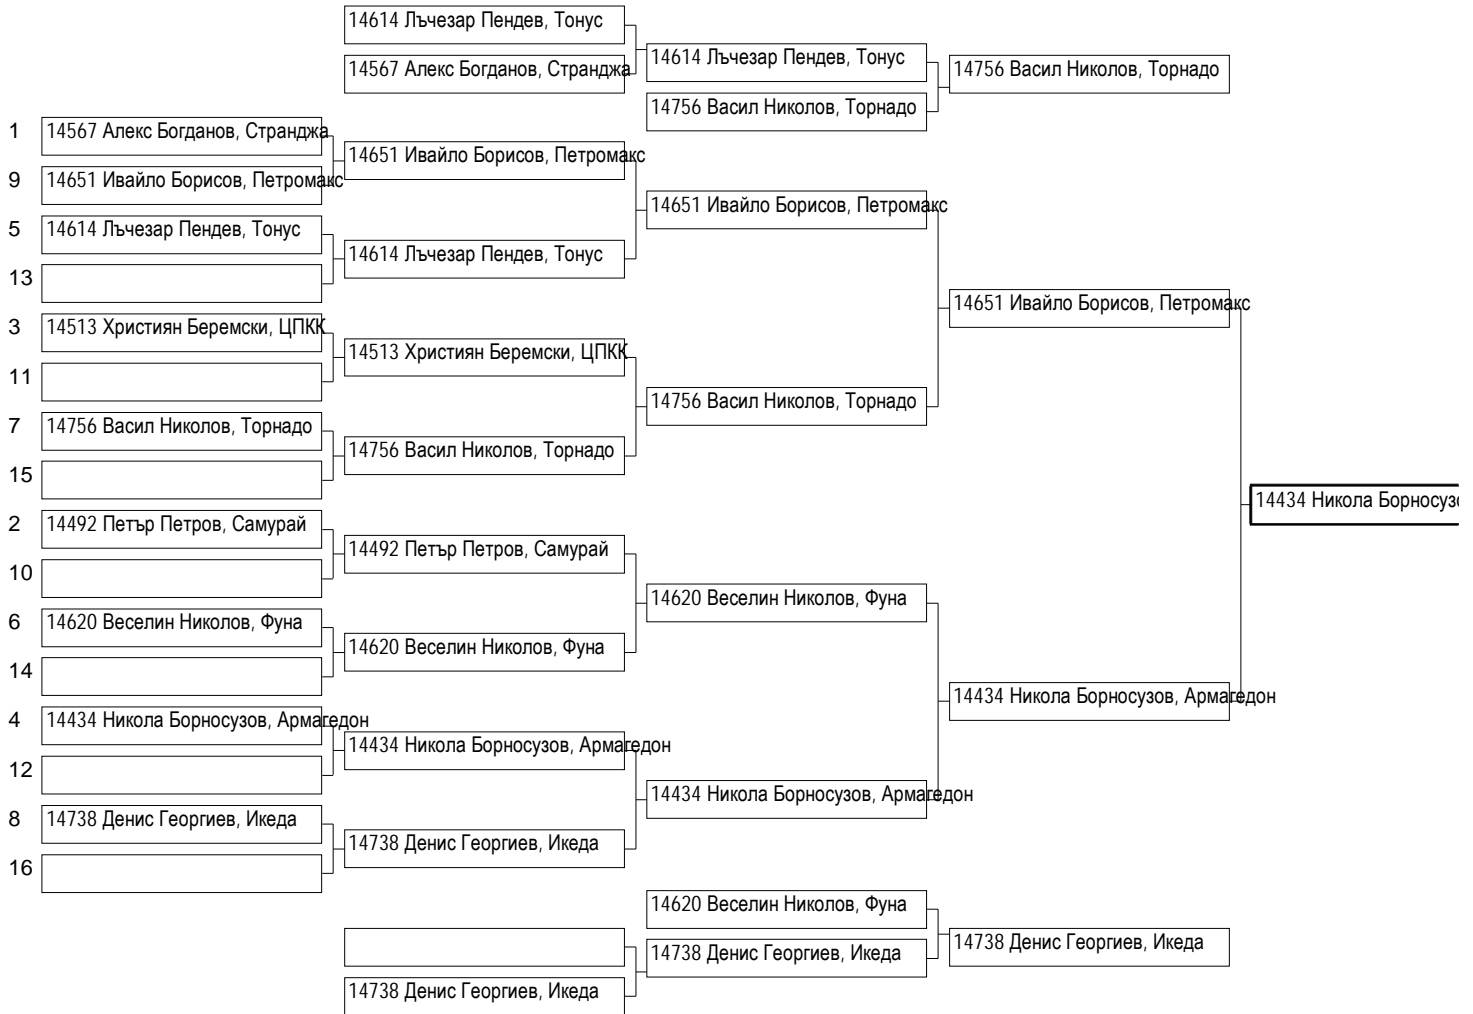 14614 Лъчезар Пендев, Тонус
14567 Алекс Богданов, Странджа
14614 Лъчезар Пендев, Тонус
14756 Васил Николов, Торнадо
14756 Васил Николов, Торнадо
1 14567 Алекс Богданов, Странджа
9 14651 Ивайло Борисов, Петромакс
14651 Ивайло Борисов, Петромакс
5 14614 Лъчезар Пендев, Тонус
13
14614 Лъчезар Пендев, Тонус
14651 Ивайло Борисов, Петромакс
3 14513 Християн Беремски, ЦПКК
11
14513 Християн Беремски, ЦПКК
7 14756 Васил Николов, Торнадо
15
14756 Васил Николов, Торнадо
14756 Васил Николов, Торнадо
14651 Ивайло Борисов, Петромакс
2 14492 Петър Петров, Самурай
10
14492 Петър Петров, Самурай
6 14620 Веселин Николов, Фуна
14
14620 Веселин Николов, Фуна
14620 Веселин Николов, Фуна
4 14434 Никола Борносузов, Армагедон
12
14434 Никола Борносузов, Армагедон
8 14738 Денис Георгиев, Икеда
16
14738 Денис Георгиев, Икеда
14434 Никола Борносузов, Армагедон
14434 Никола Борносузов, Армагедон
14434 Никола Борносузо
14738 Денис Георгиев, Икеда
14620 Веселин Николов, Фуна
14738 Денис Георгиев, Икеда
14738 Денис Георгиев, Икеда